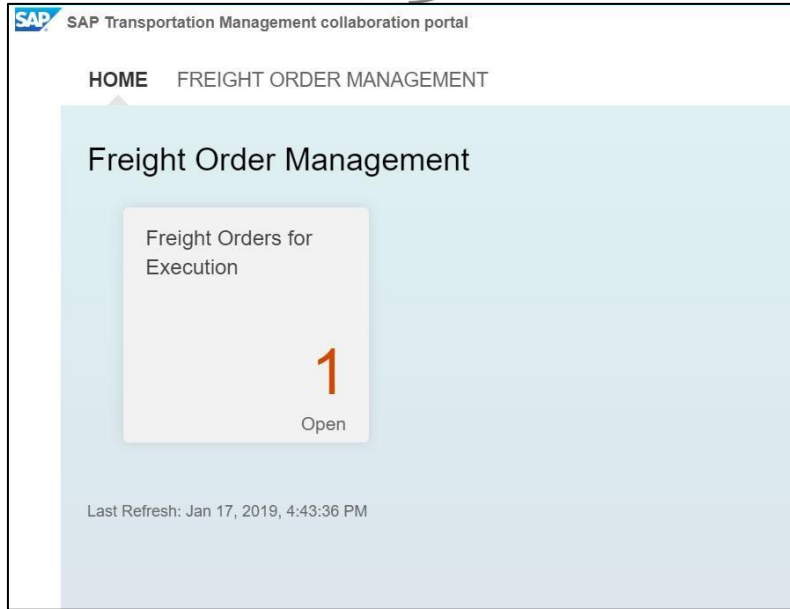 SAP SAP Transportation Management collaboration portal
HOME FREIGHT ORDER MANAGEMENT
Freight Order Management
Freight Orders for
Execution
1
Open
Last Refresh: Jan 17, 2019, 4:43:36 PM